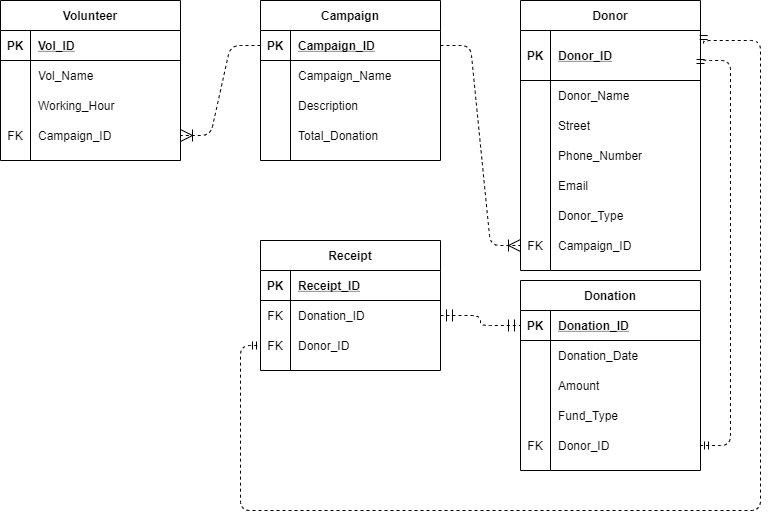 Volunteer
PK Vol_ID
Vol_Name
Working_Hour
FK Campaign_ID
Campaign
PK Campaign_ID
Campaign_Name
Description
Total_Donation
Donor
PK Donor_ID
Donor_Name
Street
Phone_Number
Email
Donor_Type
FK Campaign_ID
Receipt
PK Receipt_ID
FK Donation_ID
FK Donor_ID
Donation
PK Donation_ID
Donation_Date
Amount
Fund_Type
FK Donor_ID